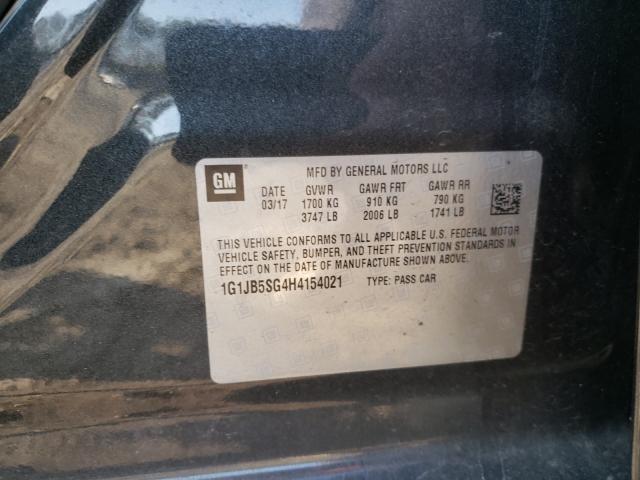 GM
MFD BY GENERAL MOTORS LLC
DATE GVWR GAWR FRT GAWR RR
03/17 1700 KG 910 KG 790 KG
3747 LB 2006 LB 1741 LB
THIS VEHICLE CONFORMS TO ALL APPLICABLE U.S. FEDERAL MOTOR
VEHICLE SAFETY, BUMPER, AND THEFT PREVENTION STANDARDS IN
EFFECT ON THE DATE OF MANUFACTURE SHOWN ABOVE.
1G1JB5SG4H4154021 TYPE: PASS CAR